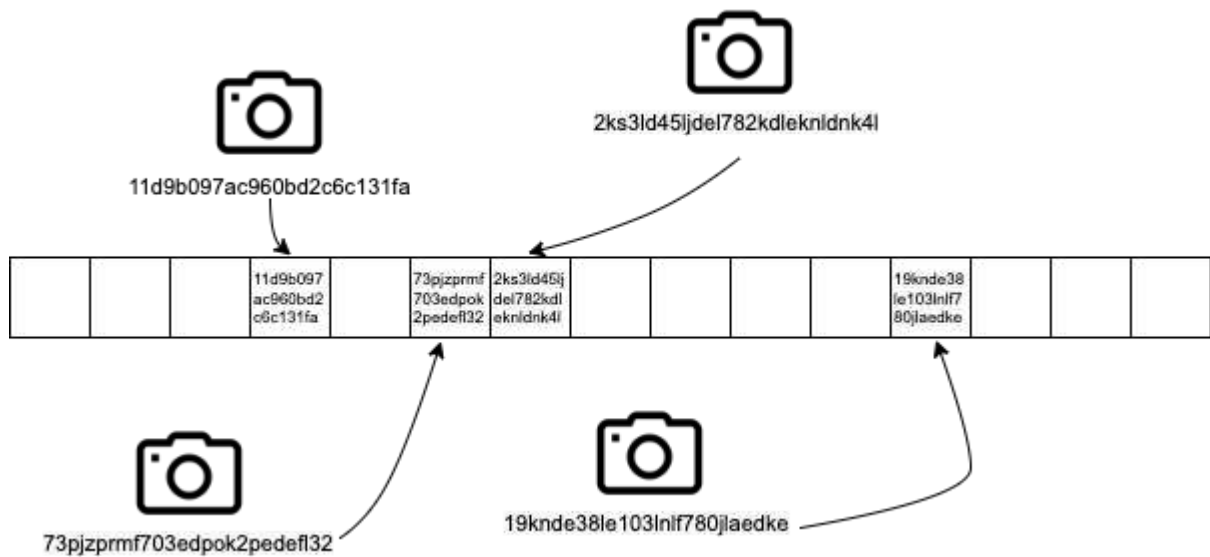 2ks3ld45ljdel782kdleknldnk4l
11d9b097ac960bd2c6c131fa
11d9b097
ac960bd2
c6c131fa
73pjzprmf
703edpok
2pedefl32
2ks3ld45lj
del782kdl
eknldnk4l
19knde38
le103lnlf7
80jlaedke
73pjzprmf703edpok2pedefl32
19knde38le103lnlf780jlaedke